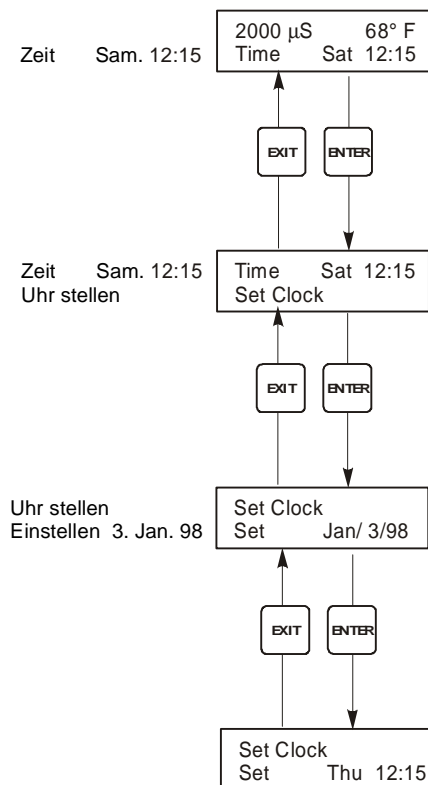 2000 µS 68° F
Zeit Sam. 12:15 Time Sat 12:15
EXIT ENTER
Zeit Sam. 12:15 Time Sat 12:15
Uhr stellen Set Clock
EXIT ENTER
Uhr stellen Set Clock
Einstellen 3. Jan. 98 Set Jan/ 3/98
EXIT ENTER
Set Clock
Set Thu 12:15